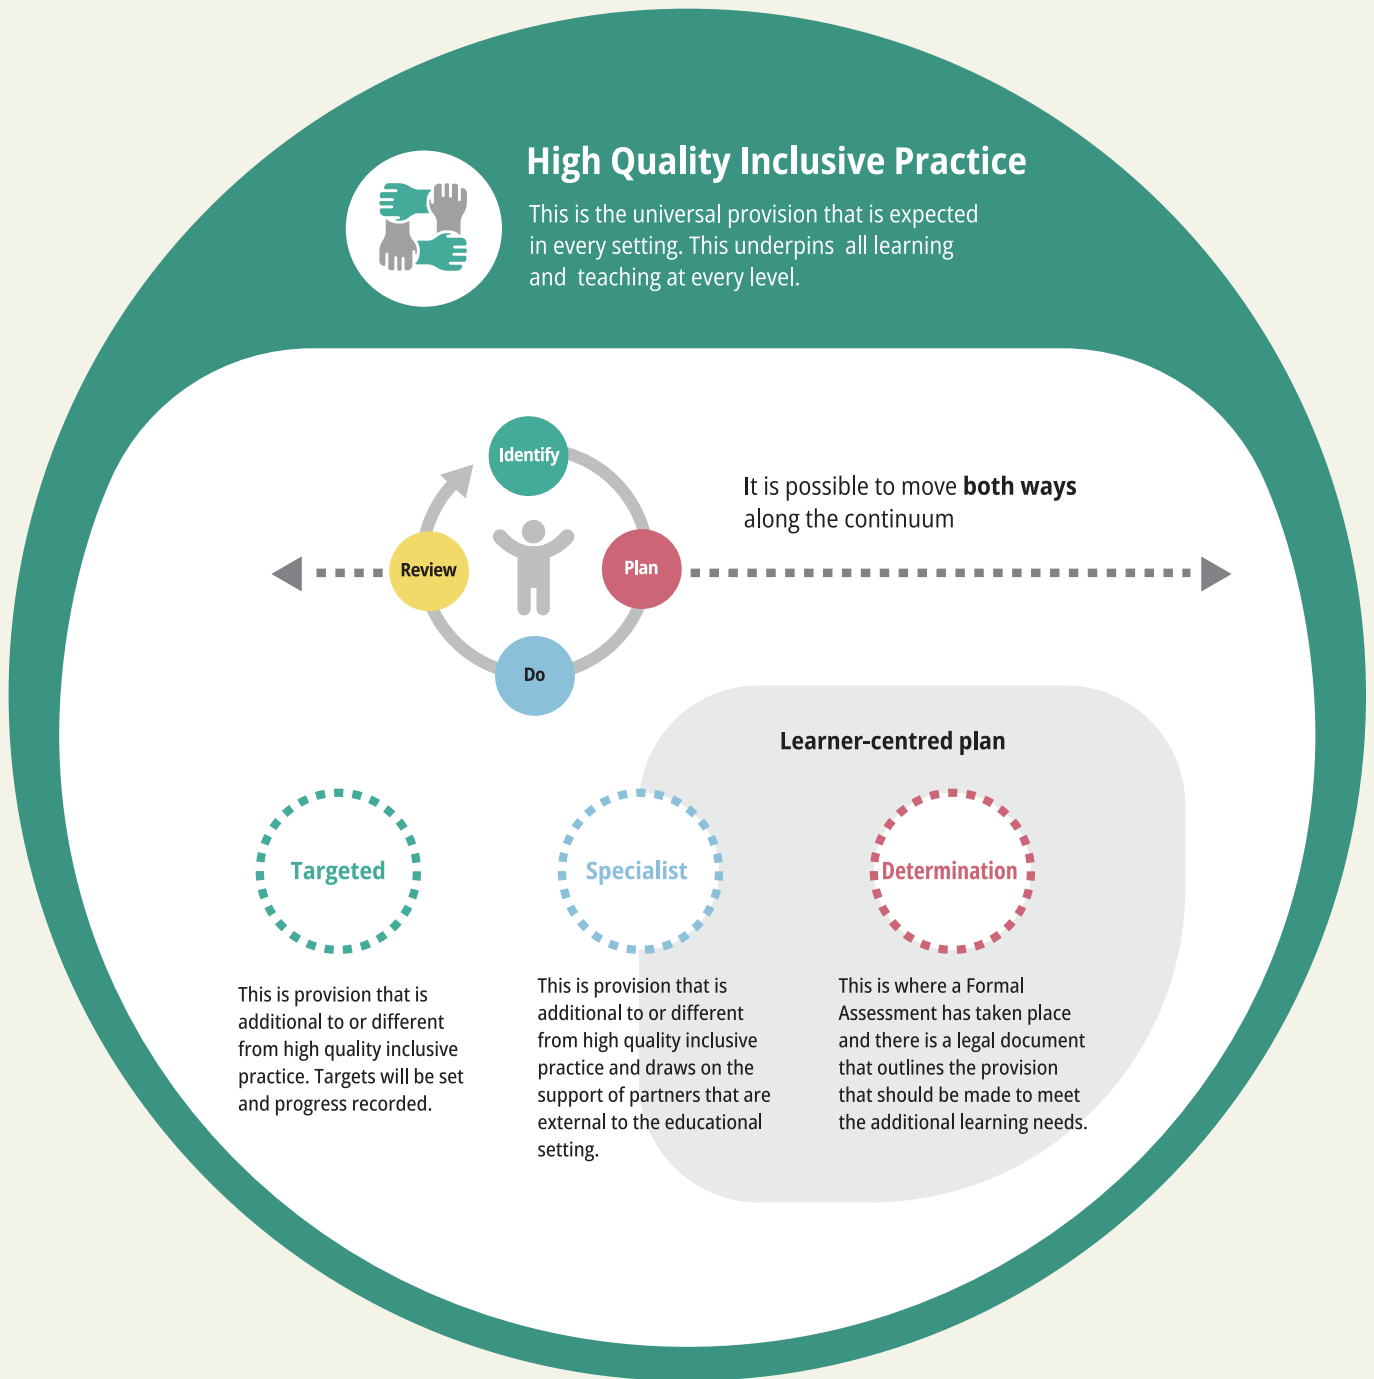 High Quality Inclusive Practice
This is the universal provision that is expected
in every setting. This underpins all learning
and teaching at every level.
Identify
It is possible to move both ways
along the continuum
Review
Plan
Do
Learner-centred plan
Targeted
This is provision that is
additional to or different
from high quality inclusive
practice. Targets will be set
and progress recorded.
Specialist
This is provision that is
additional to or different
from high quality inclusive
practice and draws on the
support of partners that are
external to the educational
setting.
Determination
This is where a Formal
Assessment has taken place
and there is a legal document
that outlines the provision
that should be made to meet
the additional learning needs.